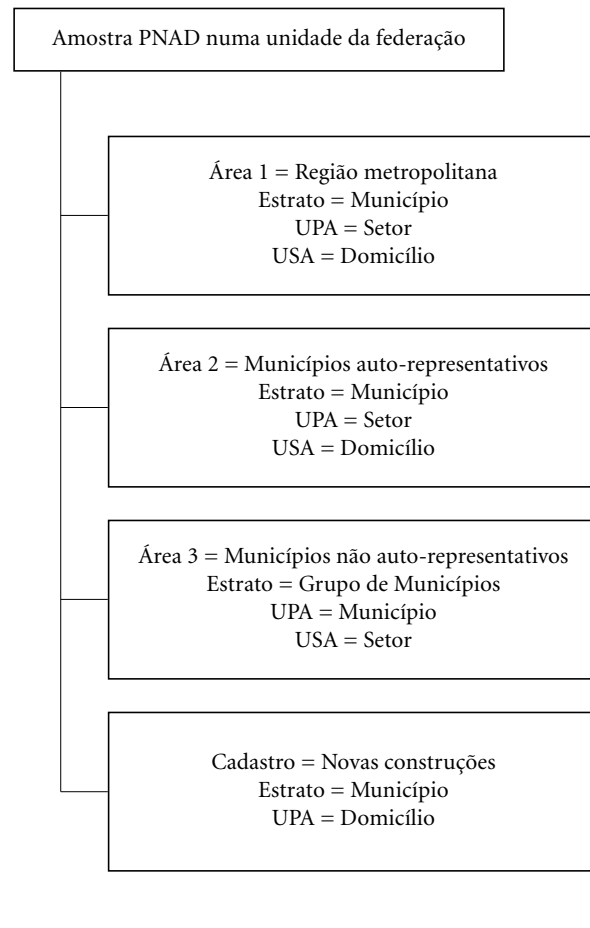 Amostra PNAD numa unidade da federação
Área 1 = Região metropolitana
Estrato = Município
UPA = Setor
USA = Domicílio
Área 2 = Municípios auto-representativos
Estrato = Município
UPA = Setor
USA = Domicílio
Área 3 = Municípios não auto-representativos
Estrato = Grupo de Municípios
UPA = Município
USA = Setor
Cadastro = Novas construções
Estrato = Município
UPA = Domicílio